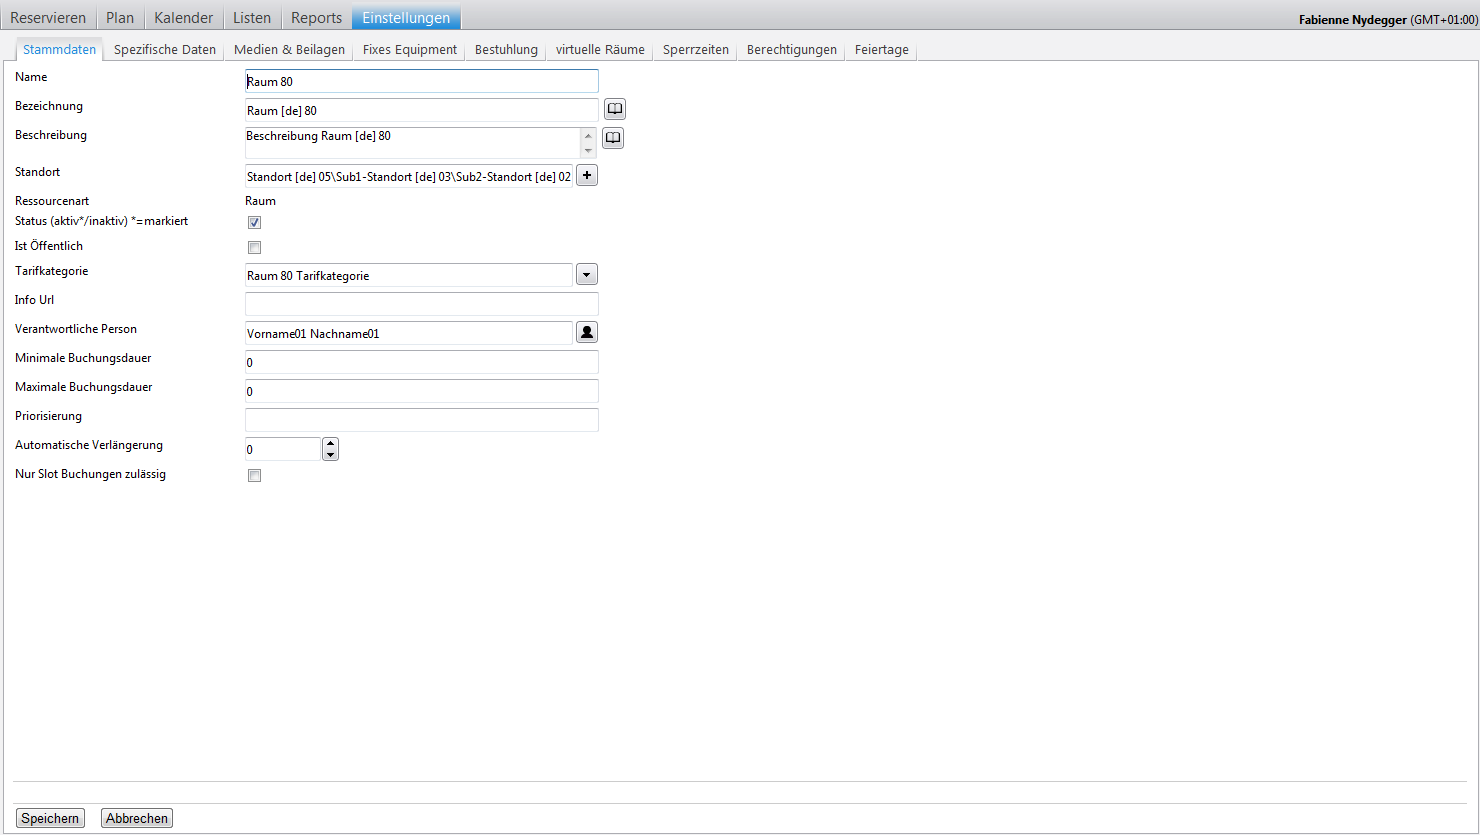 Reservieren Plan Kalender Listen Reports Einstellungen Fabienne Nydegger (GMT+01:00)
Stammdaten Spezifische Daten Medien & Beilagen Fixes Equipment Bestuhlung virtuelle Räume Sperrzeiten Berechtigungen Feiertage
Name Raum 80
Bezeichnung Raum [de] 80
Beschreibung Beschreibung Raum [de] 80
Standort Standort [de] 05\Sub1-Standort [de] 03\Sub2-Standort [de] 02
Ressourcenart Raum
Status (aktiv*/inaktiv) *=markiert
Ist Öffentlich
Tarifkategorie Raum 80 Tarifkategorie
Info Url
Verantwortliche Person Vorname01 Nachname01
Minimale Buchungsdauer 0
Maximale Buchungsdauer 0
Priorisierung
Automatische Verlängerung 0
Nur Slot Buchungen zulässig
Speichern Abbrechen